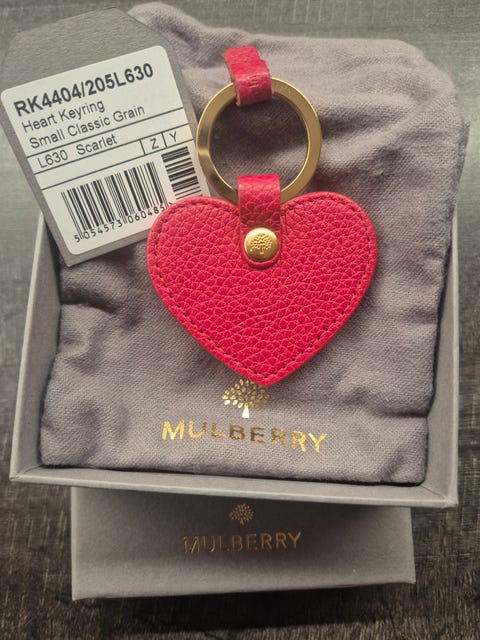 RK4404/205L630
Heart Keyring
Small Classic Grain
L630 Scarlet
Z Y
MULBERRY
MULBERRY